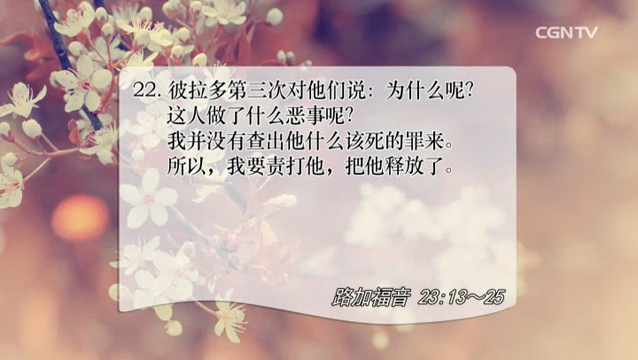 CGNTV
22. 彼拉多第三次对他们说：为什么呢？
这人做了什么恶事呢？
我并没有查出他什么该死的罪来。
所以，我要责打他，把他释放了。
路加福音 23:13～25